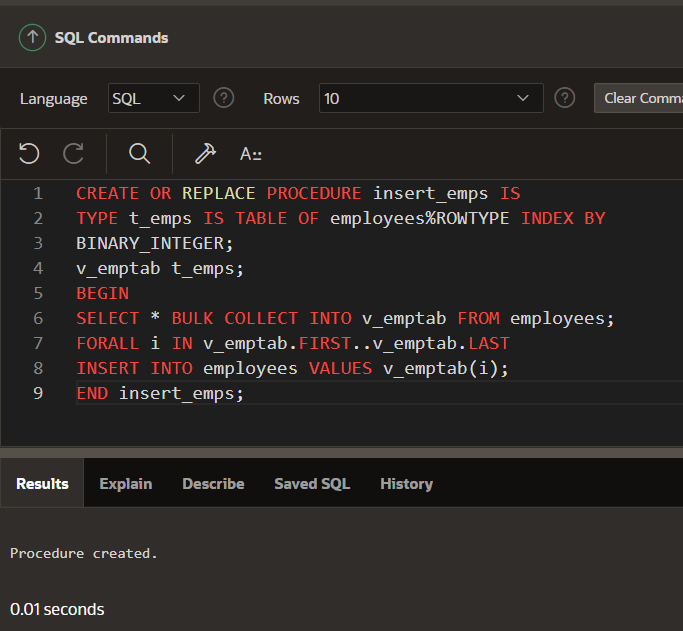 SQL Commands
Language SQL ? Rows 10 ? Clear Comma
A::
1 CREATE OR REPLACE PROCEDURE insert_emps IS
2 TYPE t_emps IS TABLE OF employees%ROWTYPE INDEX BY
3 BINARY_INTEGER;
4 v_emptab t_emps;
5 BEGIN
6 SELECT * BULK COLLECT INTO v_emptab FROM employees;
7 FORALL i IN v_emptab.FIRST..v_emptab.LAST
8 INSERT INTO employees VALUES v_emptab(i);
9 END insert_emps;
Results Explain Describe Saved SQL History
Procedure created.
0.01 seconds